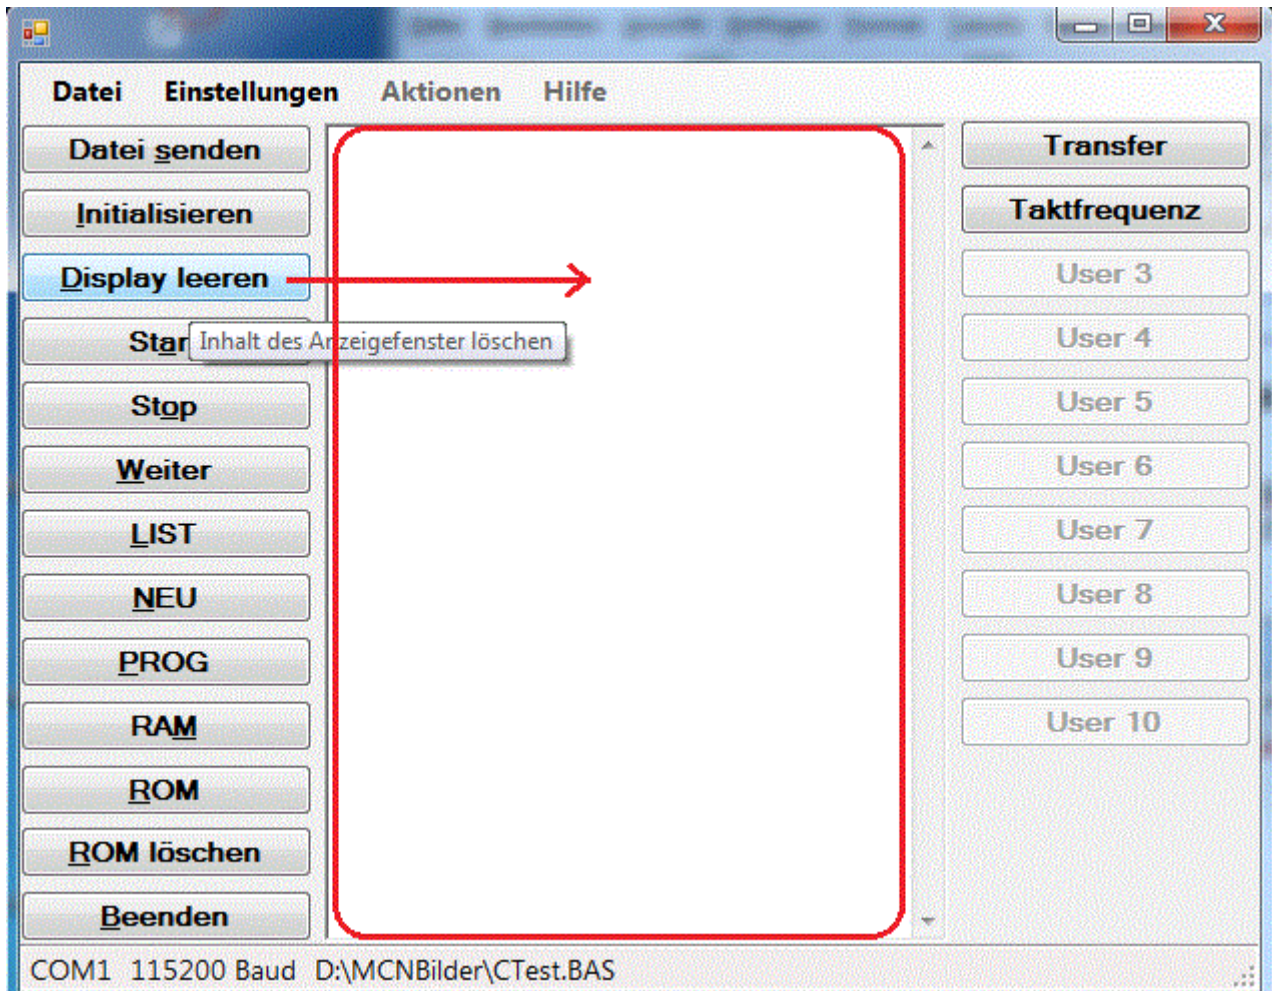 Datei Einstellungen Aktionen Hilfe
Datei senden
Initialisieren
Display leeren
Star
Inhalt des Anzeigefenster löschen
Stop
Weiter
LIST
NEU
PROG
RAM
ROM
ROM löschen
Beenden
Transfer
Taktfrequenz
User 3
User 4
User 5
User 6
User 7
User 8
User 9
User 10
COM1 115200 Baud D:\MCNBilder\CTest.BAS